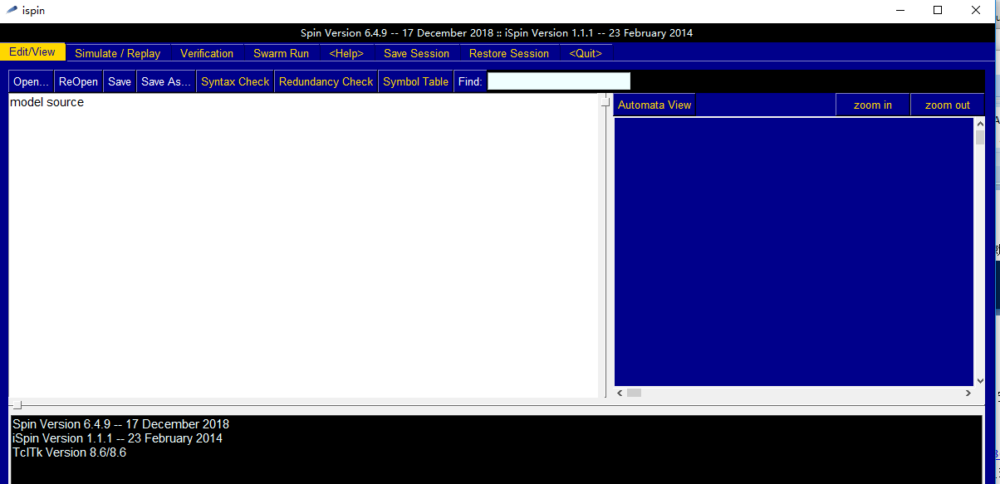 ispin
Spin Version 6.4.9 -- 17 December 2018 :: iSpin Version 1.1.1 -- 23 February 2014
Edit/View Simulate / Replay Verification Swarm Run <Help> Save Session Restore Session <Quit>
Open... ReOpen Save Save As... Syntax Check Redundancy Check Symbol Table Find:
model source
Automata View zoom in zoom out
Spin Version 6.4.9 -- 17 December 2018
iSpin Version 1.1.1 -- 23 February 2014
TclTk Version 8.6/8.6